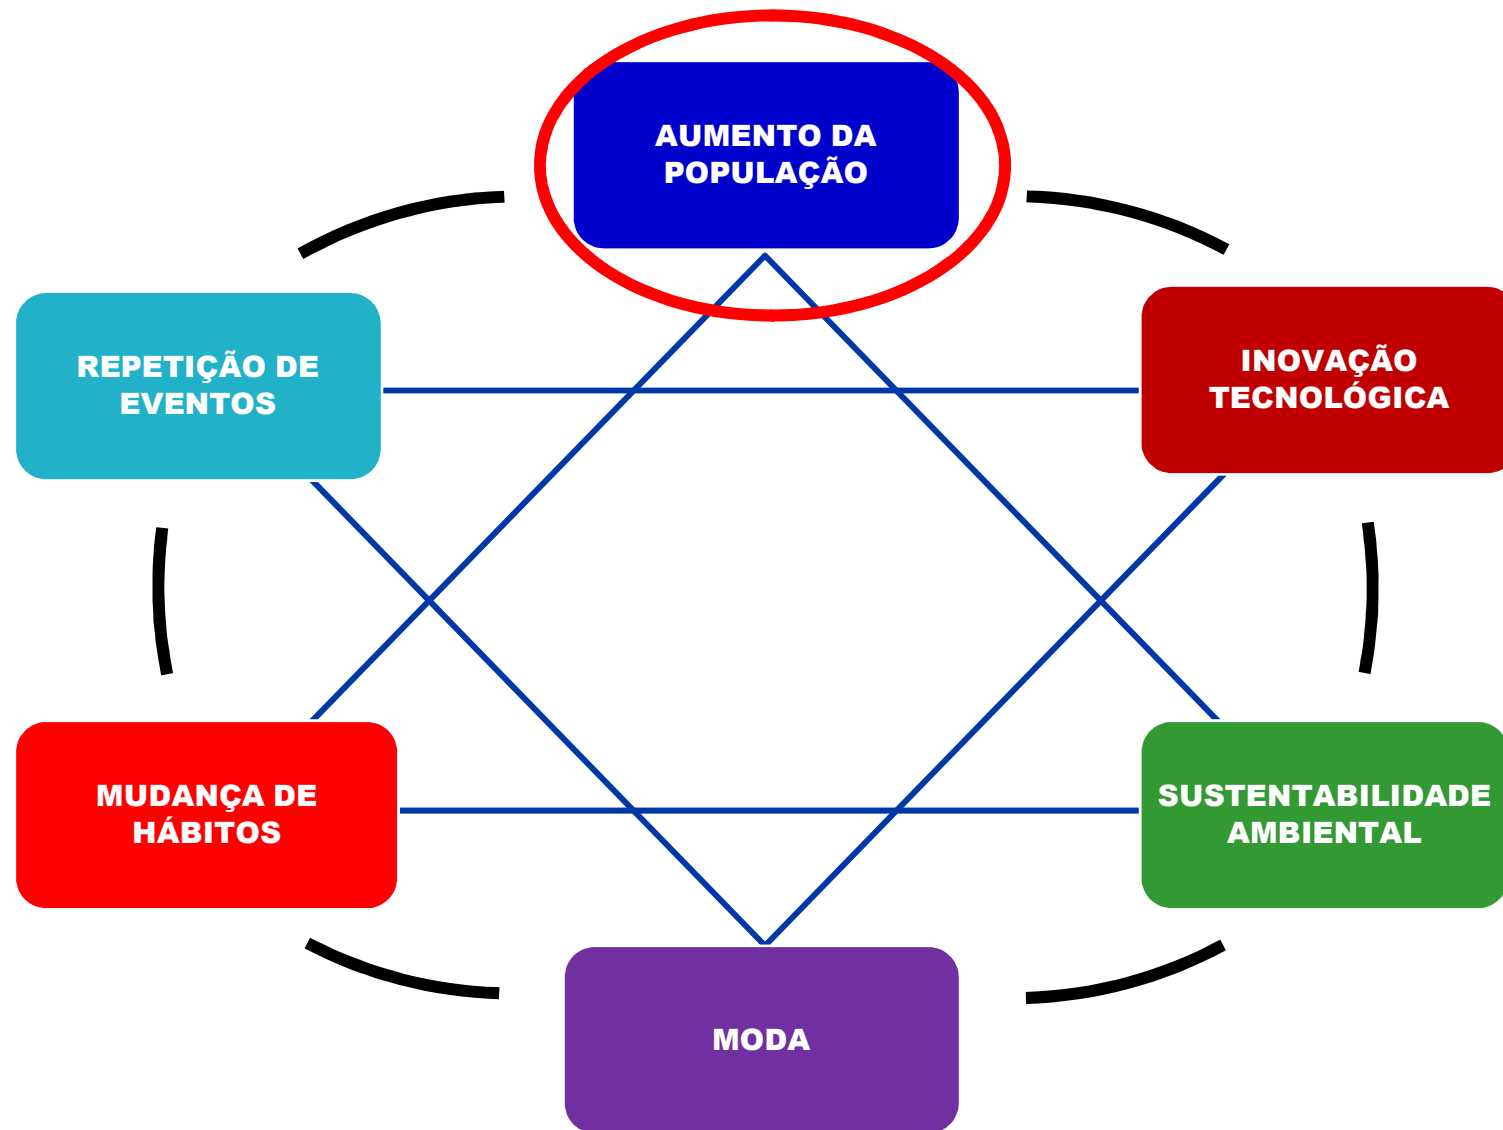 AUMENTO DA
POPULAÇÃO
REPETIÇÃO DE
EVENTOS
INOVAÇÃO
TECNOLÓGICA
MUDANÇA DE
HÁBITOS
SUSTENTABILIDADE
AMBIENTAL
MODA